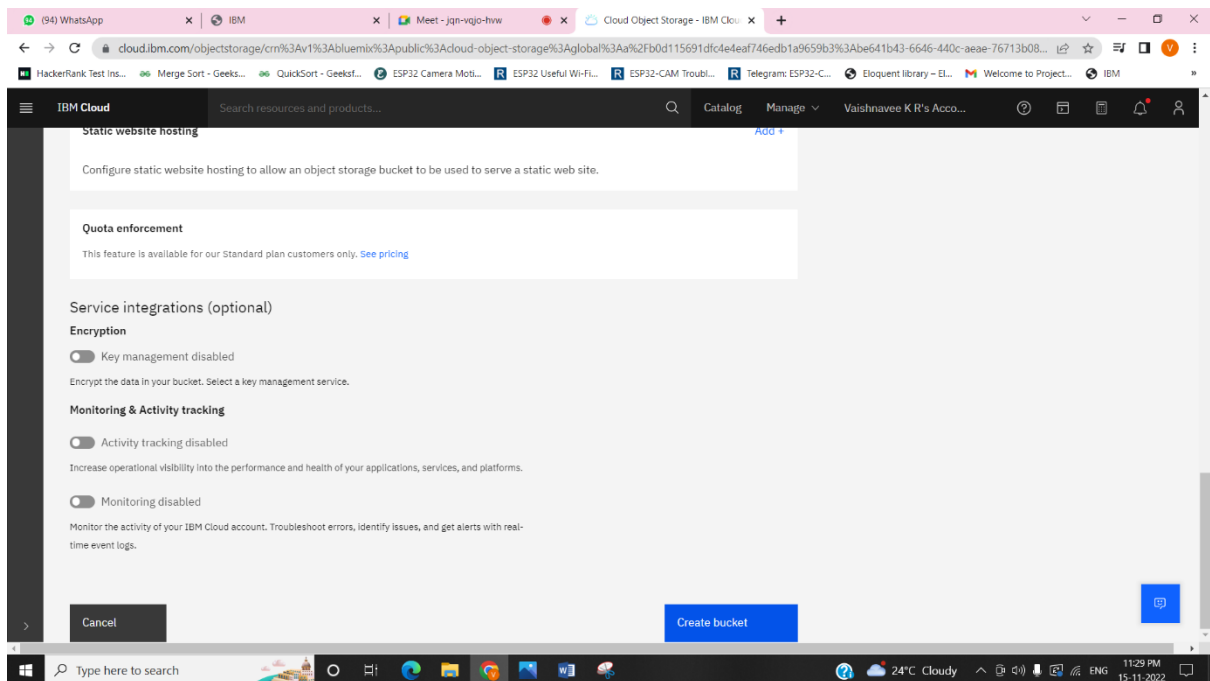 (94) WhatsApp
IBM
Meet - jqn-vqjo-hvw
Cloud Object Storage - IBM Clou
cloud.ibm.com/objectstorage/crn%3Av1%3Abluemix%3Apublic%3Acloud-object-storage%3Aglobal%3Aa%2Fb0d115691dfc4e4eaf746edb1a9659b3%3Abe641b43-6646-440c-aeae-76713b08...
V
HackerRank Test Ins...
Merge Sort - Geeks...
QuickSort - Geeksf...
ESP32 Camera Moti...
R ESP32 Useful Wi-Fi...
R ESP32-CAM Troubl...
R Telegram: ESP32-C...
Eloquent library – El...
Welcome to Project...
IBM
»
IBM Cloud
Search resources and products...
Catalog
Manage
Vaishnavee K R's Acco...
Static website hosting
Add +
Configure static website hosting to allow an object storage bucket to be used to serve a static web site.
Quota enforcement
This feature is available for our Standard plan customers only. See pricing
Service integrations (optional)
Encryption
Key management disabled
Encrypt the data in your bucket. Select a key management service.
Monitoring & Activity tracking
Activity tracking disabled
Increase operational visibility into the performance and health of your applications, services, and platforms.
Monitoring disabled
Monitor the activity of your IBM Cloud account. Troubleshoot errors, identify issues, and get alerts with real-
time event logs.
Cancel
Create bucket
Type here to search
24°C Cloudy
ENG
11:29 PM
15-11-2022